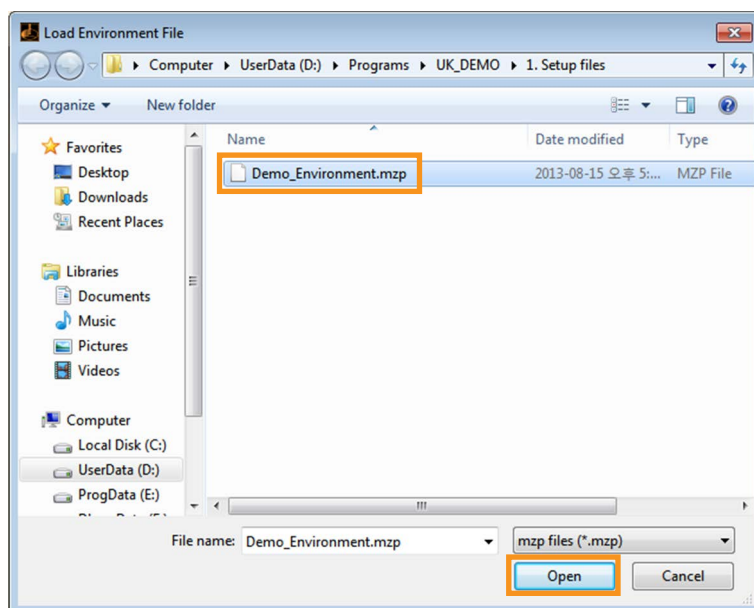 Load Environment File
Computer UserData (D:) Programs UK_DEMO 1. Setup files
Organize New folder
Favorites
Desktop
Downloads
Recent Places
Libraries
Documents
Music
Pictures
Videos
Computer
Local Disk (C:)
UserData (D:)
ProgData (E:)
Name Date modified Type
Demo_Environment.mzp 2013-08-15 오후 5:... MZP File
File name: Demo_Environment.mzp mzp files (*.mzp)
Open Cancel